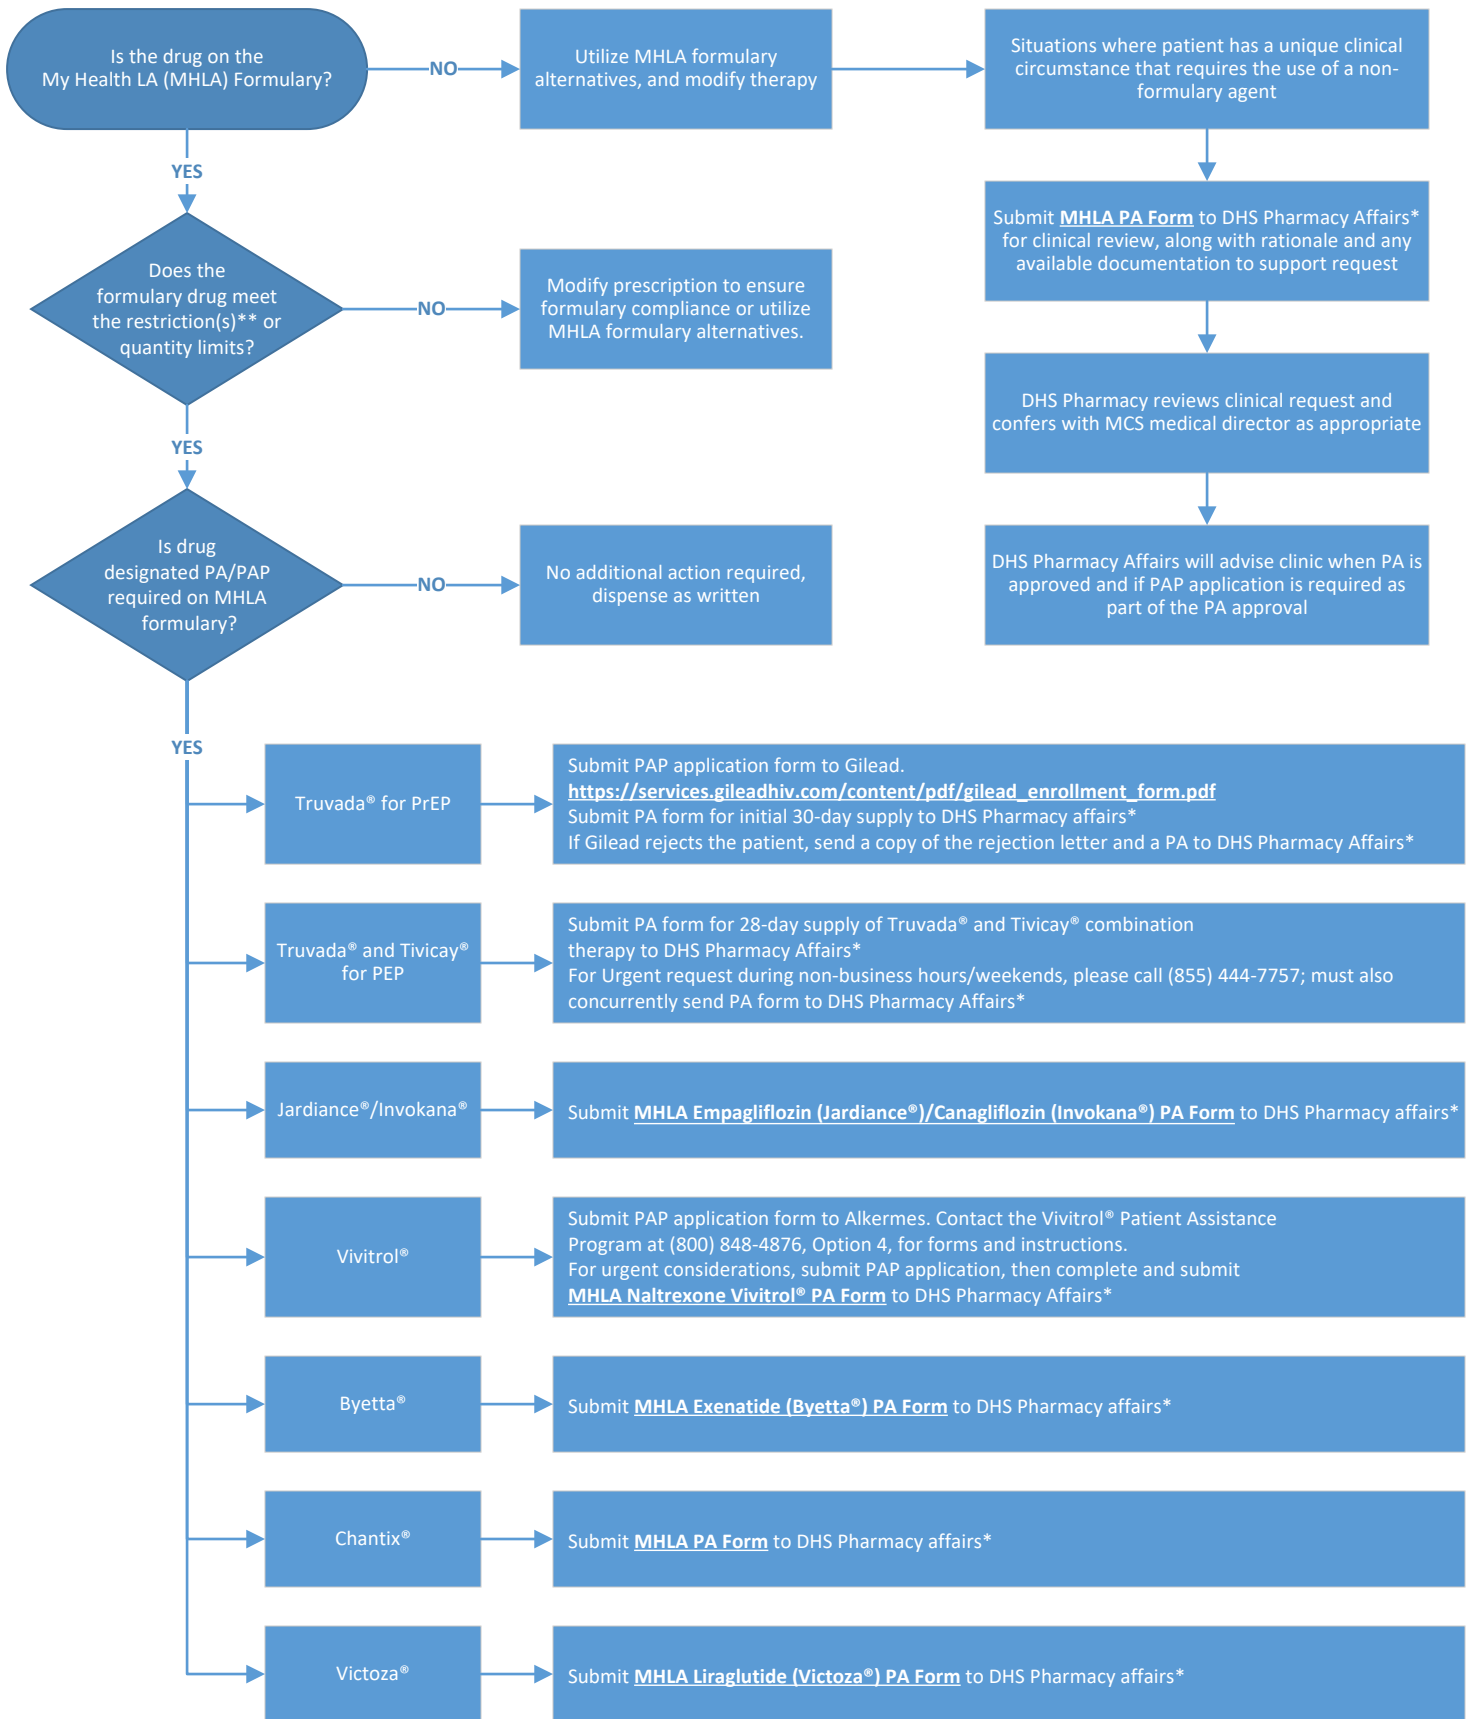 Is the drug on the
My Health LA (MHLA) Formulary?
NO
Utilize MHLA formulary
alternatives, and modify therapy
Situations where patient has a unique clinical
circumstance that requires the use of a non-
formulary agent
YES
Submit MHLA PA Form to DHS Pharmacy Affairs*
for clinical review, along with rationale and any
available documentation to support request
Does the
formulary drug meet
the restriction(s)** or
quantity limits?
NO
Modify prescription to ensure
formulary compliance or utilize
MHLA formulary alternatives.
DHS Pharmacy reviews clinical request and
confers with MCS medical director as appropriate
YES
Is drug
designated PA/PAP
required on MHLA
formulary?
NO
No additional action required,
dispense as written
DHS Pharmacy Affairs will advise clinic when PA is
approved and if PAP application is required as
part of the PA approval
YES
Truvada® for PrEP
Submit PAP application form to Gilead.
https://services.gileadhiv.com/content/pdf/gilead_enrollment_form.pdf
Submit PA form for initial 30-day supply to DHS Pharmacy affairs*
If Gilead rejects the patient, send a copy of the rejection letter and a PA to DHS Pharmacy Affairs*
Truvada® and Tivicay®
for PEP
Submit PA form for 28-day supply of Truvada® and Tivicay® combination
therapy to DHS Pharmacy Affairs*
For Urgent request during non-business hours/weekends, please call (855) 444-7757; must also
concurrently send PA form to DHS Pharmacy Affairs*
Jardiance®/Invokana®
Submit MHLA Empagliflozin (Jardiance®)/Canagliflozin (Invokana®) PA Form to DHS Pharmacy affairs*
Vivitrol®
Submit PAP application form to Alkermes. Contact the Vivitrol® Patient Assistance
Program at (800) 848-4876, Option 4, for forms and instructions.
For urgent considerations, submit PAP application, then complete and submit
MHLA Naltrexone Vivitrol® PA Form to DHS Pharmacy Affairs*
Byetta®
Submit MHLA Exenatide (Byetta®) PA Form to DHS Pharmacy affairs*
Chantix®
Submit MHLA PA Form to DHS Pharmacy affairs*
Victoza®
Submit MHLA Liraglutide (Victoza®) PA Form to DHS Pharmacy affairs*